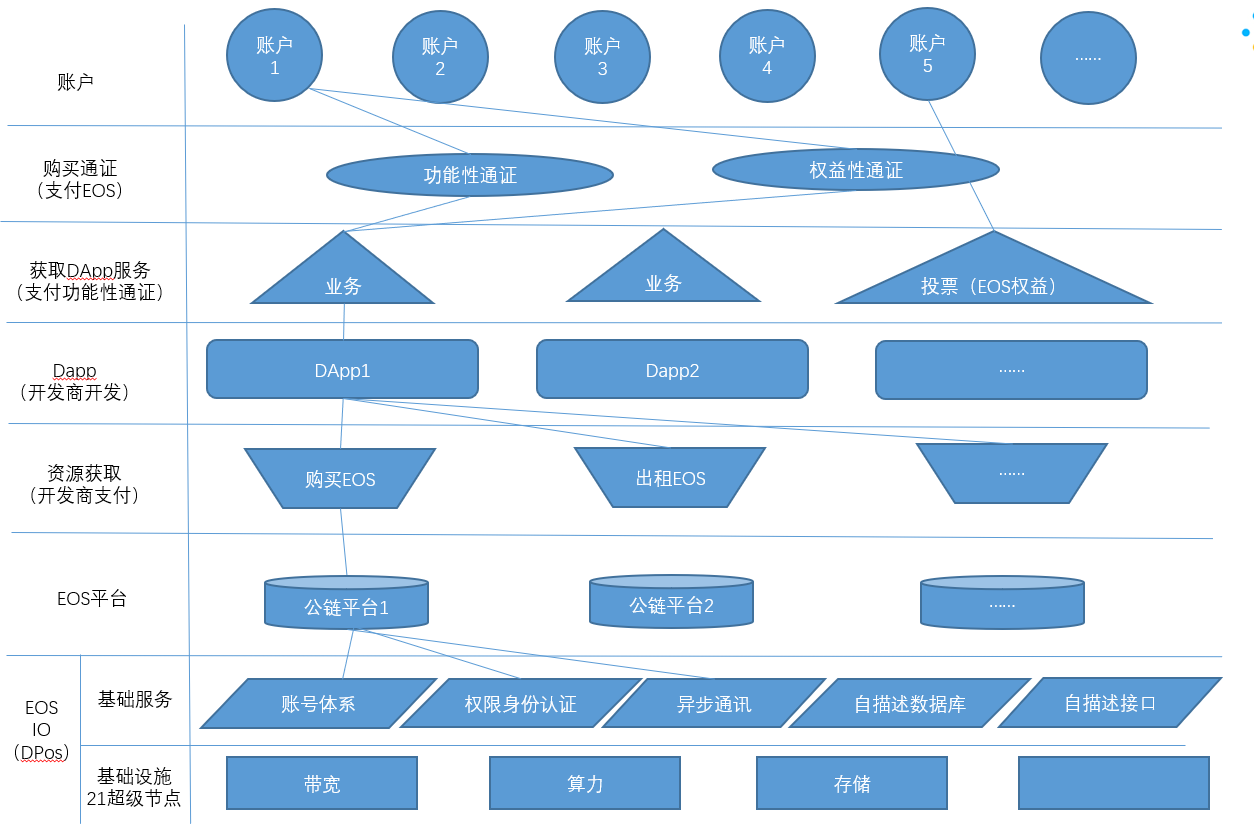 账户
账户
1
账户
2
账户
3
账户
4
账户
5
......
购买通证
（支付EOS）
功能性通证
权益性通证
获取DApp服务
（支付功能性通证）
业务
业务
投票（EOS权益）
Dapp
（开发商开发）
DApp1
Dapp2
......
资源获取
（开发商支付）
购买EOS
出租EOS
......
EOS平台
公链平台1
公链平台2
......
EOS
IO
（DPos）
基础服务
账号体系
权限身份认证
异步通讯
自描述数据库
自描述接口
基础设施
21超级节点
带宽
算力
存储